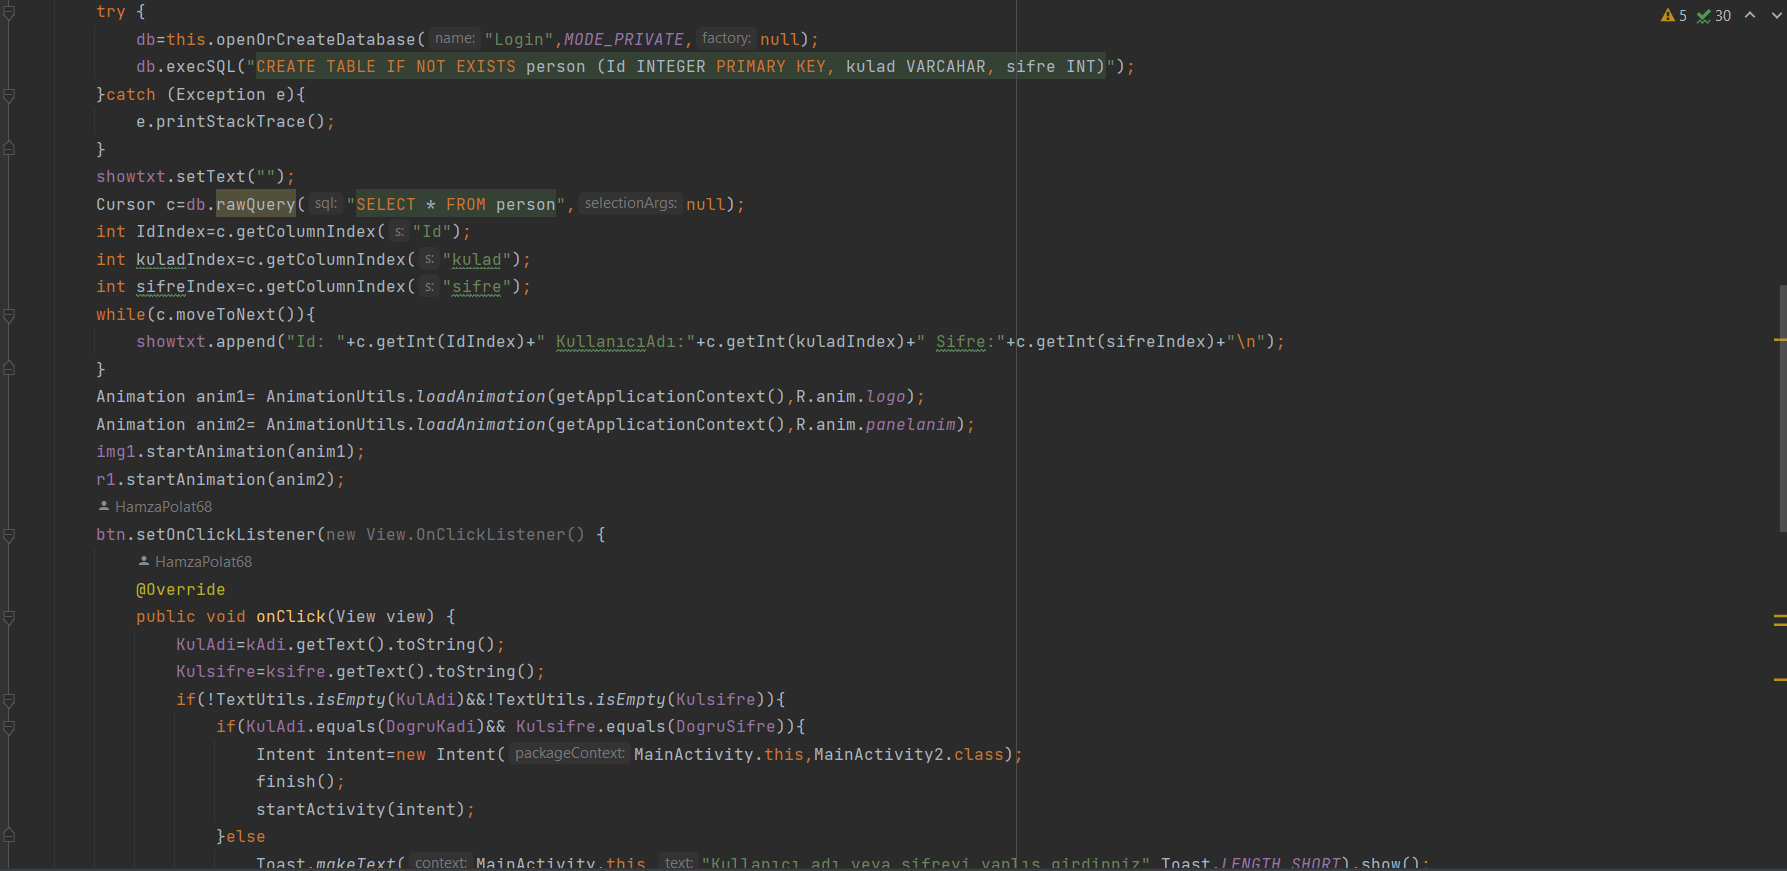 5 30
try {
db=this.openOrCreateDatabase( name: "Login",MODE_PRIVATE, factory: null);
db.execSQL("CREATE TABLE IF NOT EXISTS person (Id INTEGER PRIMARY KEY, kulad VARCAHAR, sifre INT)");
}catch (Exception e){
e.printStackTrace();
}
showtxt.setText("");
Cursor c=db.rawQuery( sql: "SELECT * FROM person", selectionArgs: null);
int IdIndex=c.getColumnIndex( s: "Id");
int kuladIndex=c.getColumnIndex( s: "kulad");
int sifreIndex=c.getColumnIndex( s: "sifre");
while(c.moveToNext()){
showtxt.append("Id: "+c.getInt(IdIndex)+" KullanıcıAdı:"+c.getInt(kuladIndex)+" Sifre:"+c.getInt(sifreIndex)+"\n");
}
Animation anim1= AnimationUtils.loadAnimation(getApplicationContext(),R.anim.logo);
Animation anim2= AnimationUtils.loadAnimation(getApplicationContext(),R.anim.panelanim);
img1.startAnimation(anim1);
r1.startAnimation(anim2);
HamzaPolat68
btn.setOnClickListener(new View.OnClickListener() {
HamzaPolat68
@Override
public void onClick(View view) {
KulAdi=kAdi.getText().toString();
Kulsifre=ksifre.getText().toString();
if(!TextUtils.isEmpty(KulAdi)&&!TextUtils.isEmpty(Kulsifre)){
if(KulAdi.equals(DogruKadi)&& Kulsifre.equals(DogruSifre)){
Intent intent=new Intent( packageContext: MainActivity.this,MainActivity2.class);
finish();
startActivity(intent);
}else
Toast.makeText( context: MainActivity.this, text: "Kullanıcı adı veya şifreyi yanlış girdinniz",Toast.LENGTH_SHORT).show();